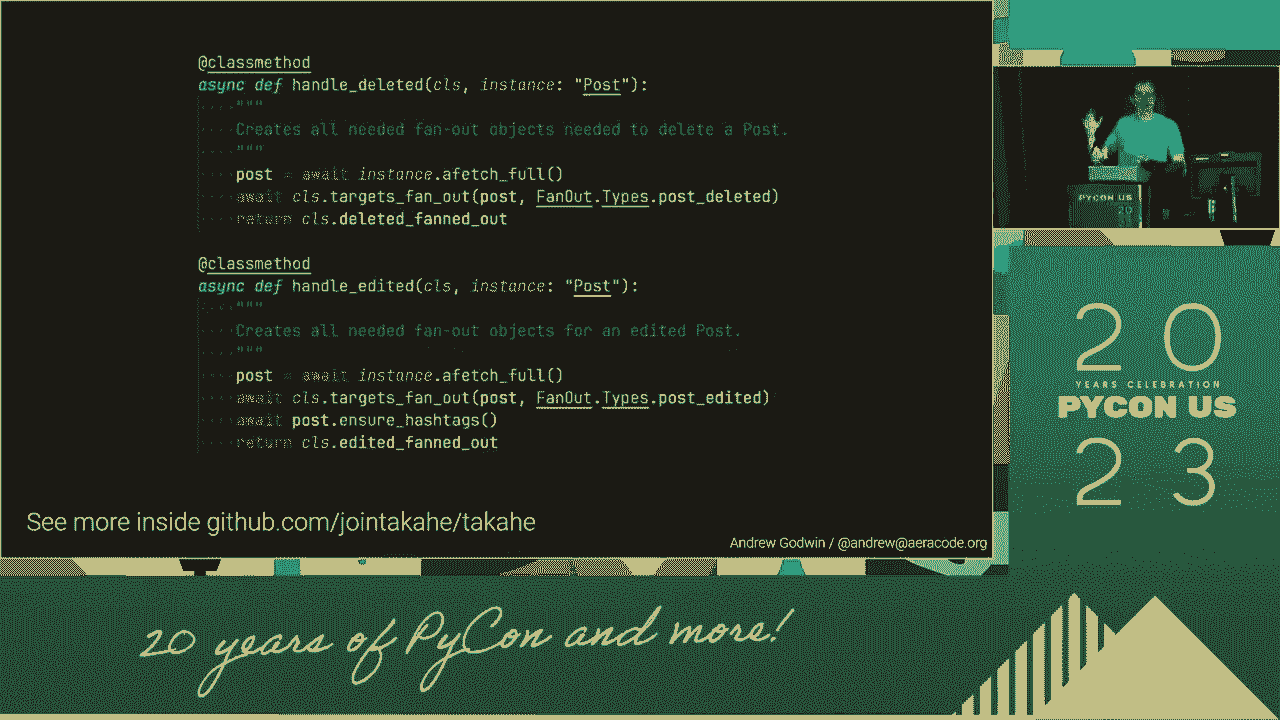 @classmethod
async def handle_deleted(cls, instance: "Post"):
"""
Creates all needed fan-out objects needed to delete a Post.
"""
post = await instance.afetch_full()
await cls.targets_fan_out(post, FanOut.Types.post_deleted)
return cls.deleted_fanned_out
@classmethod
async def handle_edited(cls, instance: "Post"):
"""
Creates all needed fan-out objects for an edited Post.
"""
post = await instance.afetch_full()
await cls.targets_fan_out(post, FanOut.Types.post_edited)
await post.ensure_hashtags()
return cls.edited_fanned_out
See more inside github.com/jointakahe/takahe
Andrew Godwin / @andrew@aeracode.org
PYCON US
20
20
YEARS CELEBRATION
PYCON US
23
20 years of PyCon and more!